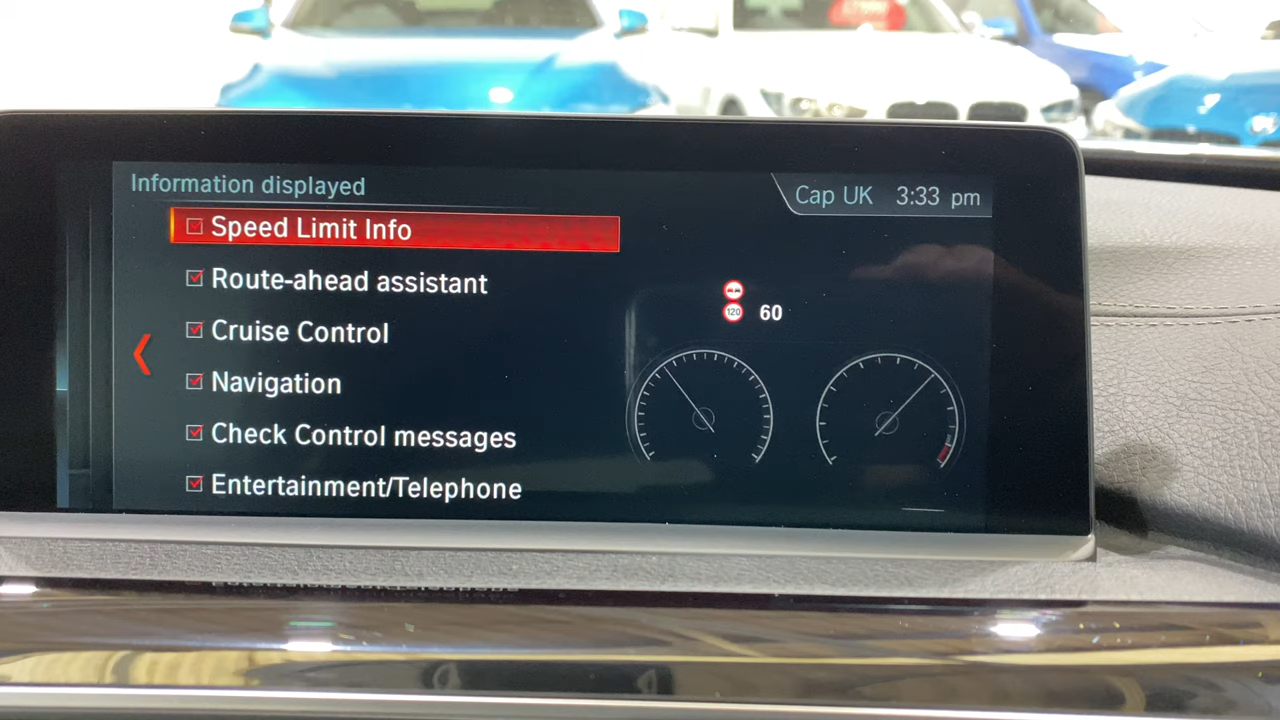 Information displayed
Cap UK 3:33 pm
Speed Limit Info
Route-ahead assistant
Cruise Control
Navigation
Check Control messages
Entertainment/Telephone
120 60